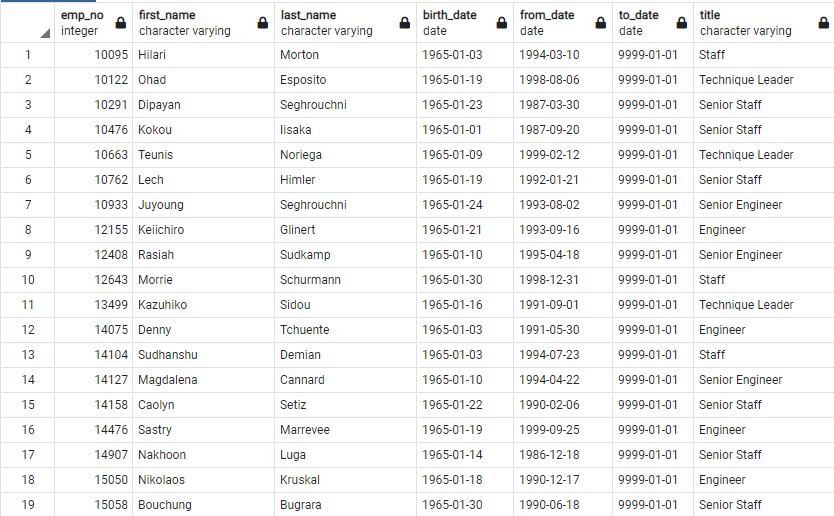 emp_no first_name last_name birth_date from_date to_date title
integer character varying character varying date date date character varying
1 10095 Hilari Morton 1965-01-03 1994-03-10 9999-01-01 Staff
2 10122 Ohad Esposito 1965-01-19 1998-08-06 9999-01-01 Technique Leader
3 10291 Dipayan Seghrouchni 1965-01-23 1987-03-30 9999-01-01 Senior Staff
4 10476 Kokou Iisaka 1965-01-01 1987-09-20 9999-01-01 Senior Staff
5 10663 Teunis Noriega 1965-01-09 1999-02-12 9999-01-01 Technique Leader
6 10762 Lech Himler 1965-01-19 1992-01-21 9999-01-01 Senior Staff
7 10933 Juyoung Seghrouchni 1965-01-24 1993-08-02 9999-01-01 Senior Engineer
8 12155 Keiichiro Glinert 1965-01-21 1993-09-16 9999-01-01 Engineer
9 12408 Rasiah Sudkamp 1965-01-10 1995-04-18 9999-01-01 Senior Engineer
10 12643 Morrie Schurmann 1965-01-30 1998-12-31 9999-01-01 Staff
11 13499 Kazuhiko Sidou 1965-01-16 1991-09-01 9999-01-01 Technique Leader
12 14075 Denny Tchuente 1965-01-03 1991-05-30 9999-01-01 Engineer
13 14104 Sudhanshu Demian 1965-01-03 1994-07-23 9999-01-01 Staff
14 14127 Magdalena Cannard 1965-01-10 1994-04-22 9999-01-01 Senior Engineer
15 14158 Caolyn Setiz 1965-01-22 1990-02-06 9999-01-01 Senior Staff
16 14476 Sastry Marrevee 1965-01-19 1999-09-25 9999-01-01 Engineer
17 14907 Nakhoon Luga 1965-01-14 1986-12-18 9999-01-01 Senior Staff
18 15050 Nikolaos Kruskal 1965-01-18 1990-12-17 9999-01-01 Engineer
19 15058 Bouchung Bugrara 1965-01-30 1990-06-18 9999-01-01 Senior Staff